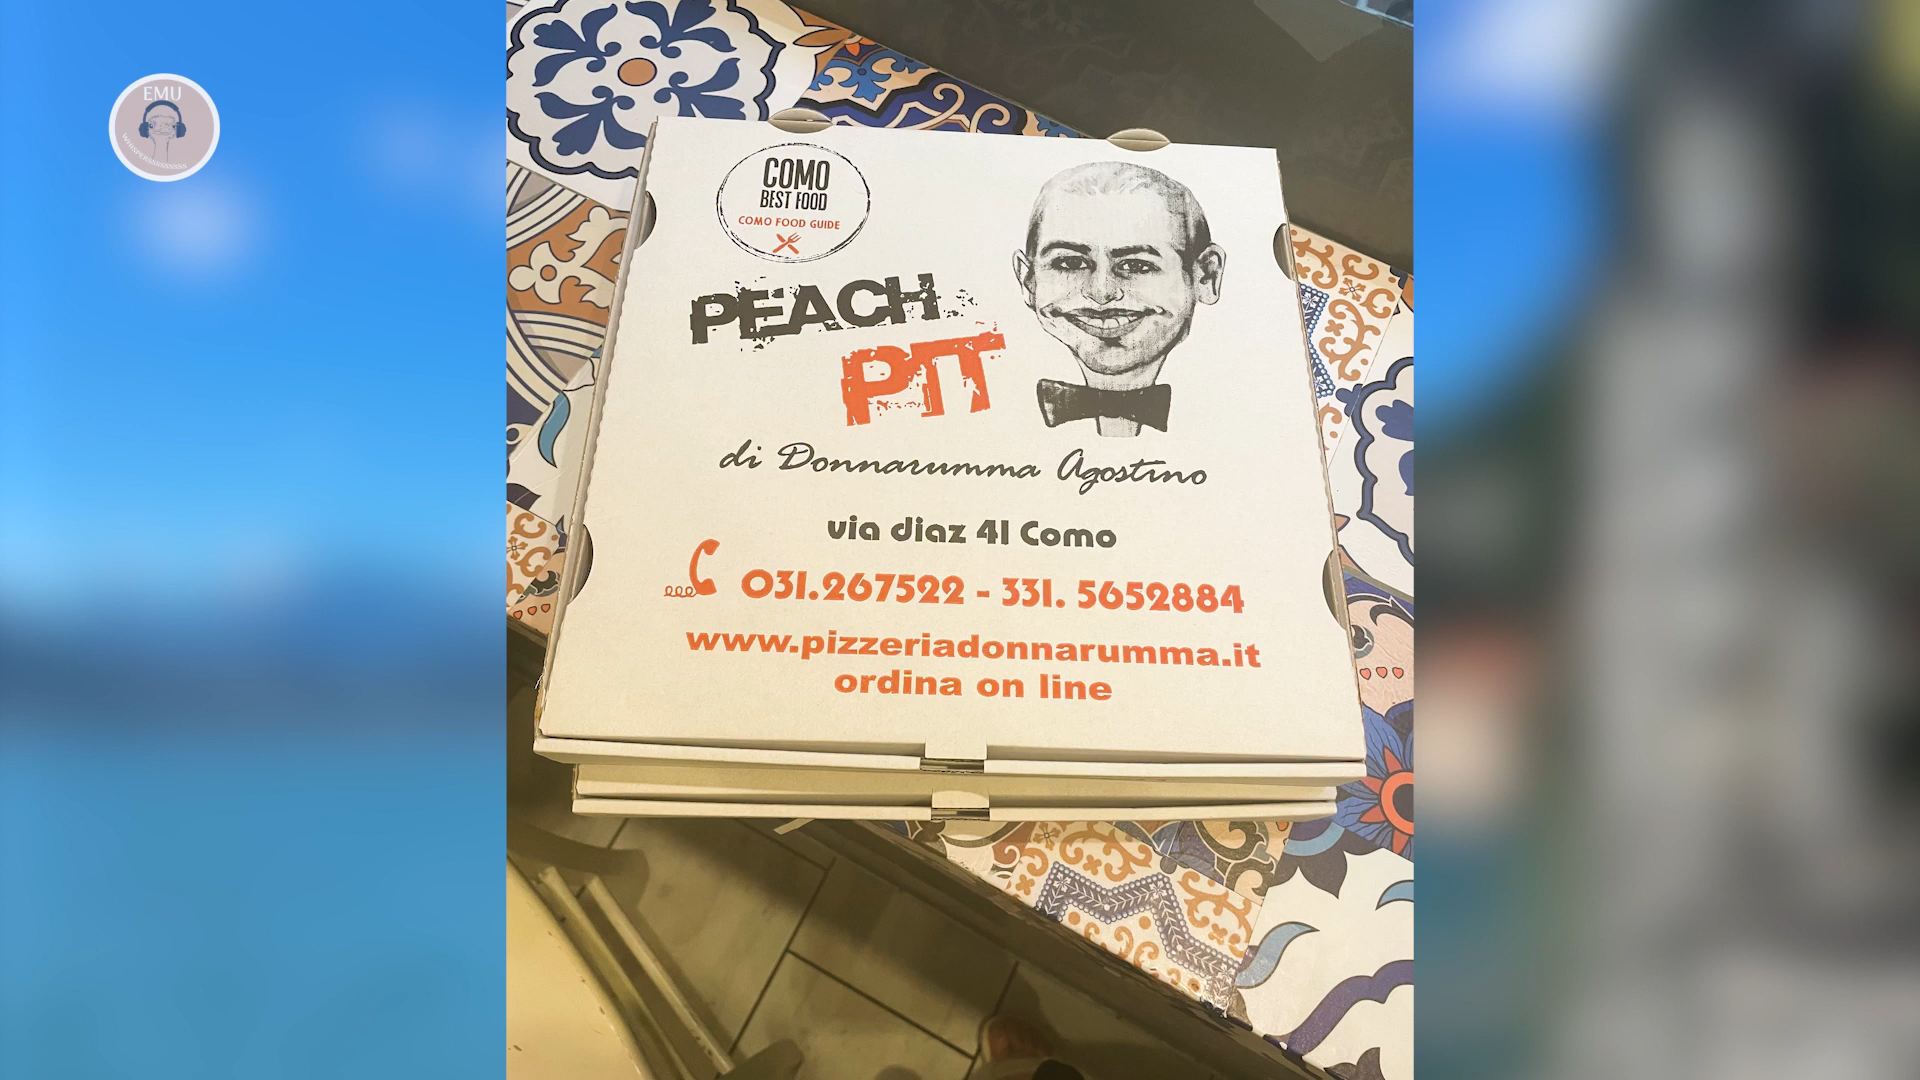 EMU
COMO
BEST FOOD
COMO FOOD GUIDE
PEACH
PIT
di Donnarumma Agostino
via diaz 41 Como
031.267522 - 331. 5652884
www.pizzeriadonnarumma.it
ordina on line